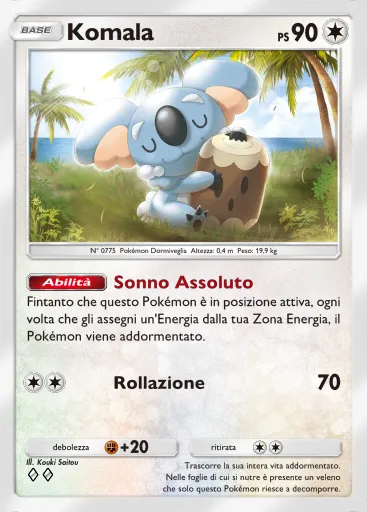 BASE Komala PS 90
N° 0775 Pokémon Dormiveglia Altezza: 0,4 m Peso: 19,9 kg
Abilità Sonno Assoluto
Fintanto che questo Pokémon è in posizione attiva, ogni
volta che gli assegni un'Energia dalla tua Zona Energia, il
Pokémon viene addormentato.
Rollazione 70
debolezza +20 ritirata
Ill. Kouki Saitou
Trascorre la sua intera vita addormentato.
Nelle foglie di cui si nutre è presente un veleno
che solo questo Pokémon riesce a decomporre.